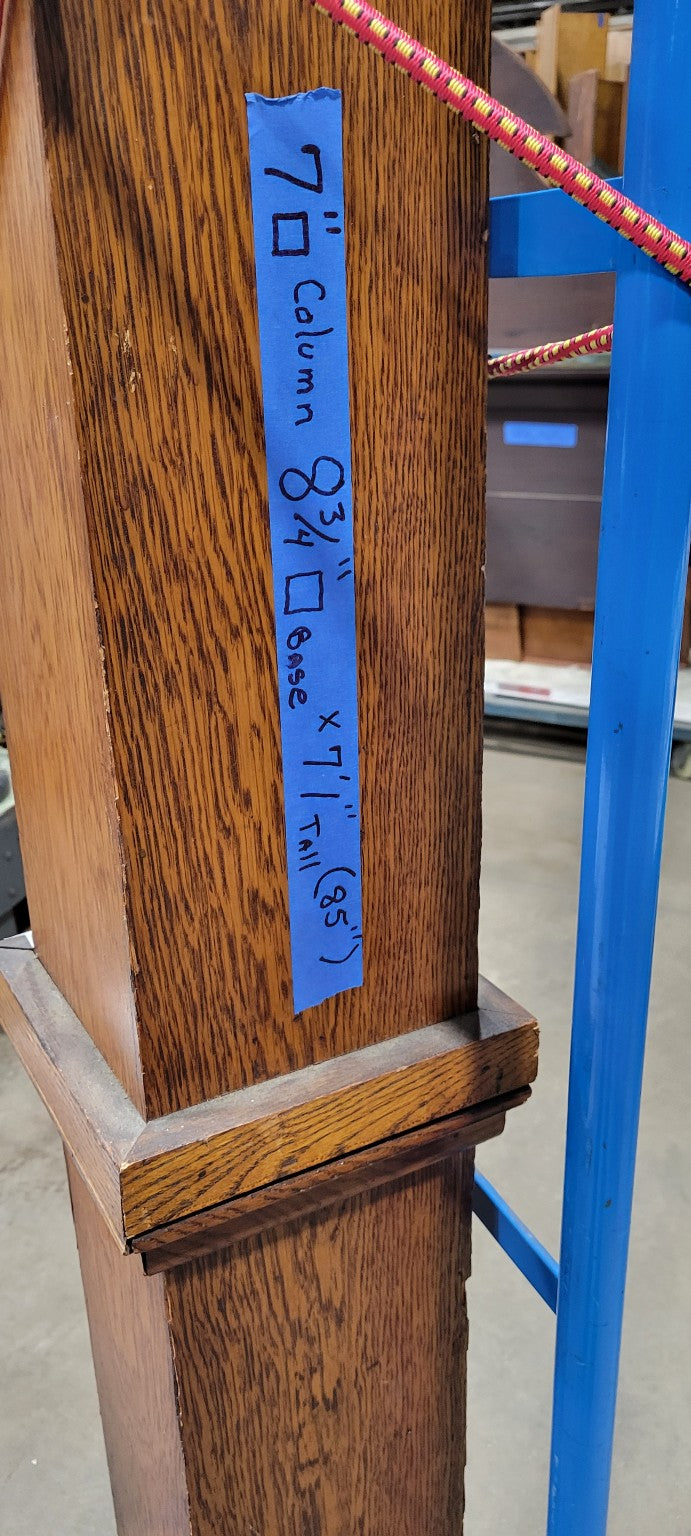 7"□ Column 8 3/4"□ Base x 7'1" Tall (85")